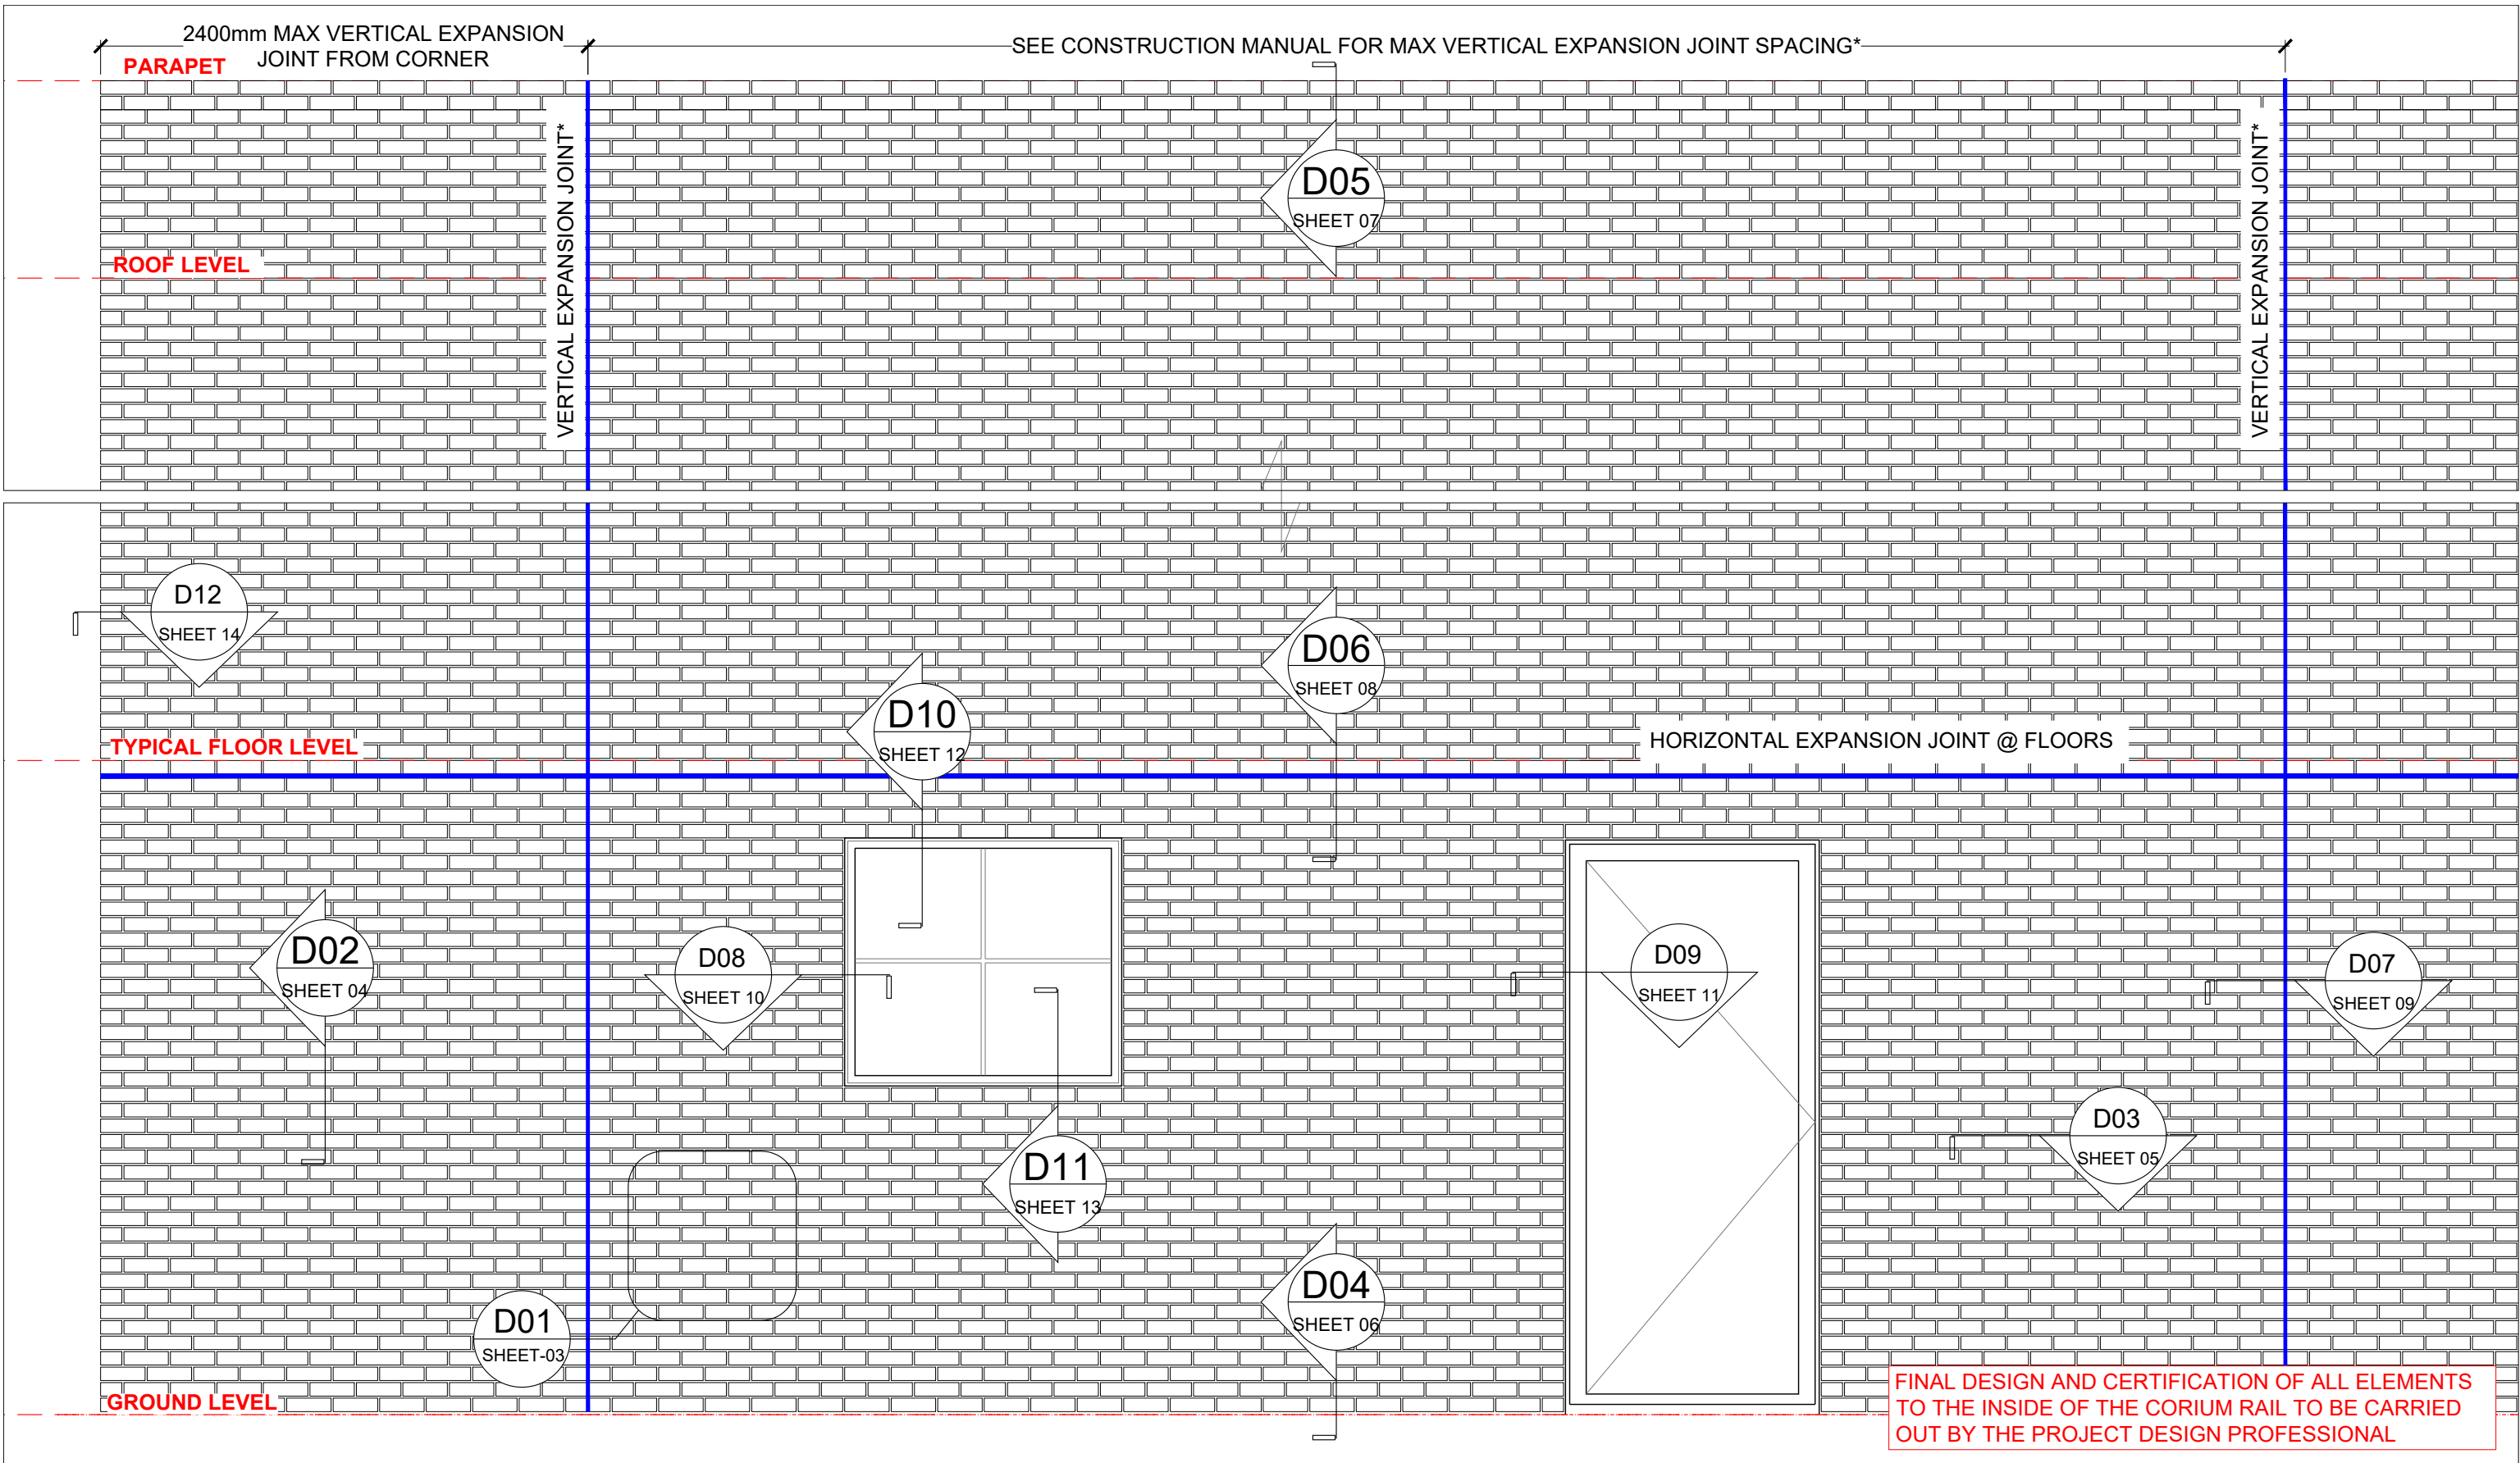 2400mm MAX VERTICAL EXPANSION
JOINT FROM CORNER
SEE CONSTRUCTION MANUAL FOR MAX VERTICAL EXPANSION JOINT SPACING*
PARAPET
VERTICAL EXPANSION JOINT*
VERTICAL EXPANSION JOINT*
D05
SHEET 07
ROOF LEVEL
D12
SHEET 14
D06
SHEET 08
D10
SHEET 12
TYPICAL FLOOR LEVEL
HORIZONTAL EXPANSION JOINT @ FLOORS
D02
SHEET 04
D08
SHEET 10
D09
SHEET 11
D07
SHEET 09
D03
SHEET 05
D11
SHEET 13
D04
SHEET 06
D01
SHEET-03
GROUND LEVEL
FINAL DESIGN AND CERTIFICATION OF ALL ELEMENTS
TO THE INSIDE OF THE CORIUM RAIL TO BE CARRIED
OUT BY THE PROJECT DESIGN PROFESSIONAL